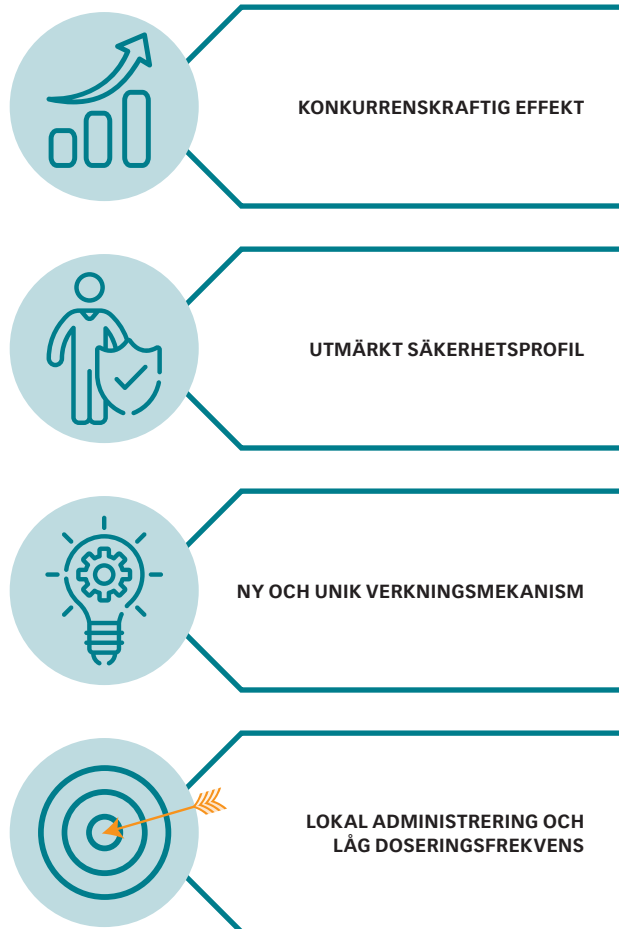 KONKURRENSKRAFTIG EFFEKT
UTMÄRKT SÄKERHETSPROFIL
NY OCH UNIK VERKNINGSMEKANISM
LOKAL ADMINISTRERING OCH
LÅG DOSERINGSFREKVENS